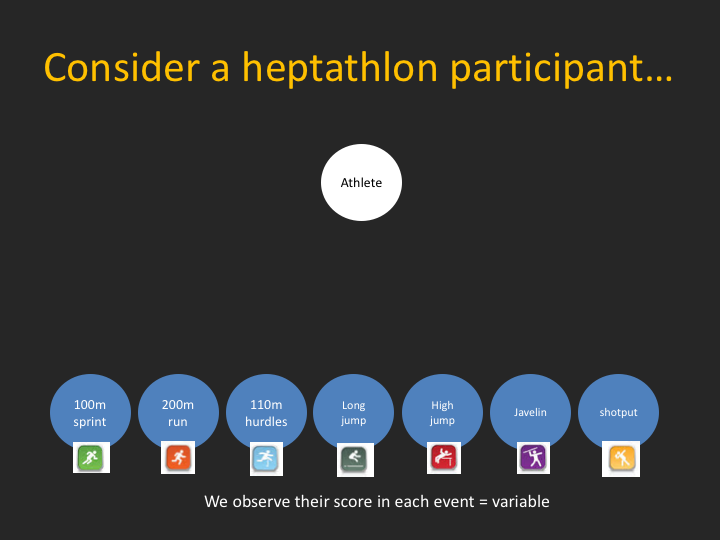 Consider a heptathlon participant…
Athlete
100m
sprint
200m
run
110m
hurdles
Long
jump
High
jump
Javelin
shotput
We observe their score in each event = variable